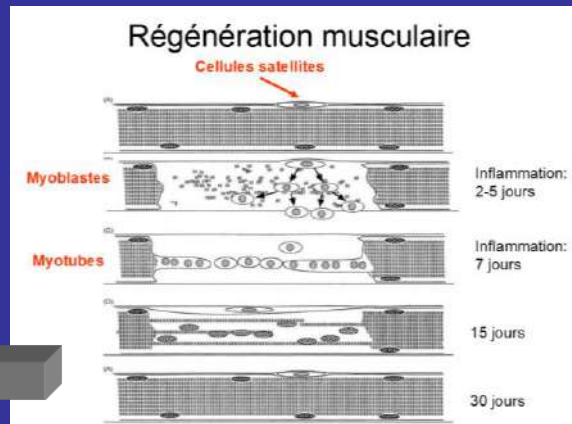 Régénération musculaire
Cellules satellites
(A)
Myoblastes
Inflammation:
2-5 jours
(C)
Myotubes
Inflammation:
7 jours
(D)
15 jours
(A)
30 jours